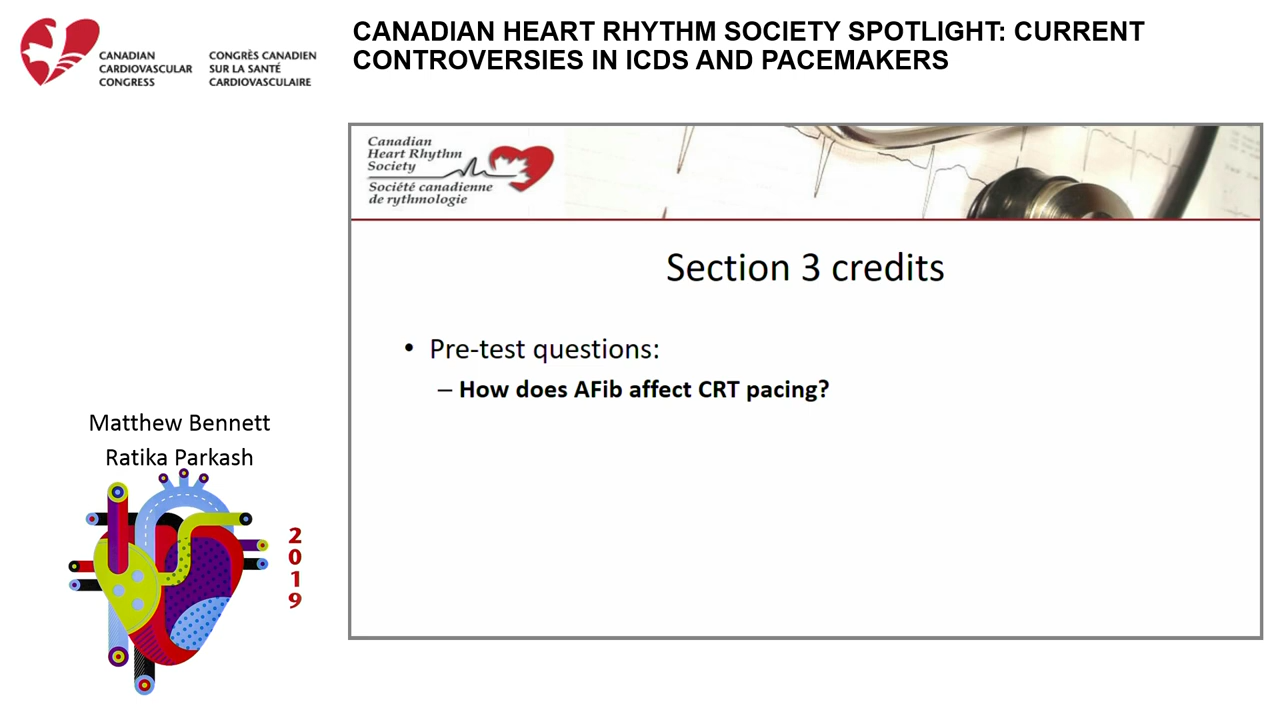 CANADIAN
CARDIOVASCULAR
CONGRESS
CONGRÈS CANADIEN
SUR LA SANTÉ
CARDIOVASCULAIRE
CANADIAN HEART RHYTHM SOCIETY SPOTLIGHT: CURRENT
CONTROVERSIES IN ICDS AND PACEMAKERS
Canadian
Heart Rhythm
Society
Société canadienne
de rythmologie
Section 3 credits
• Pre-test questions:
– How does AFib affect CRT pacing?
Matthew Bennett
Ratika Parkash
2
0
1
9